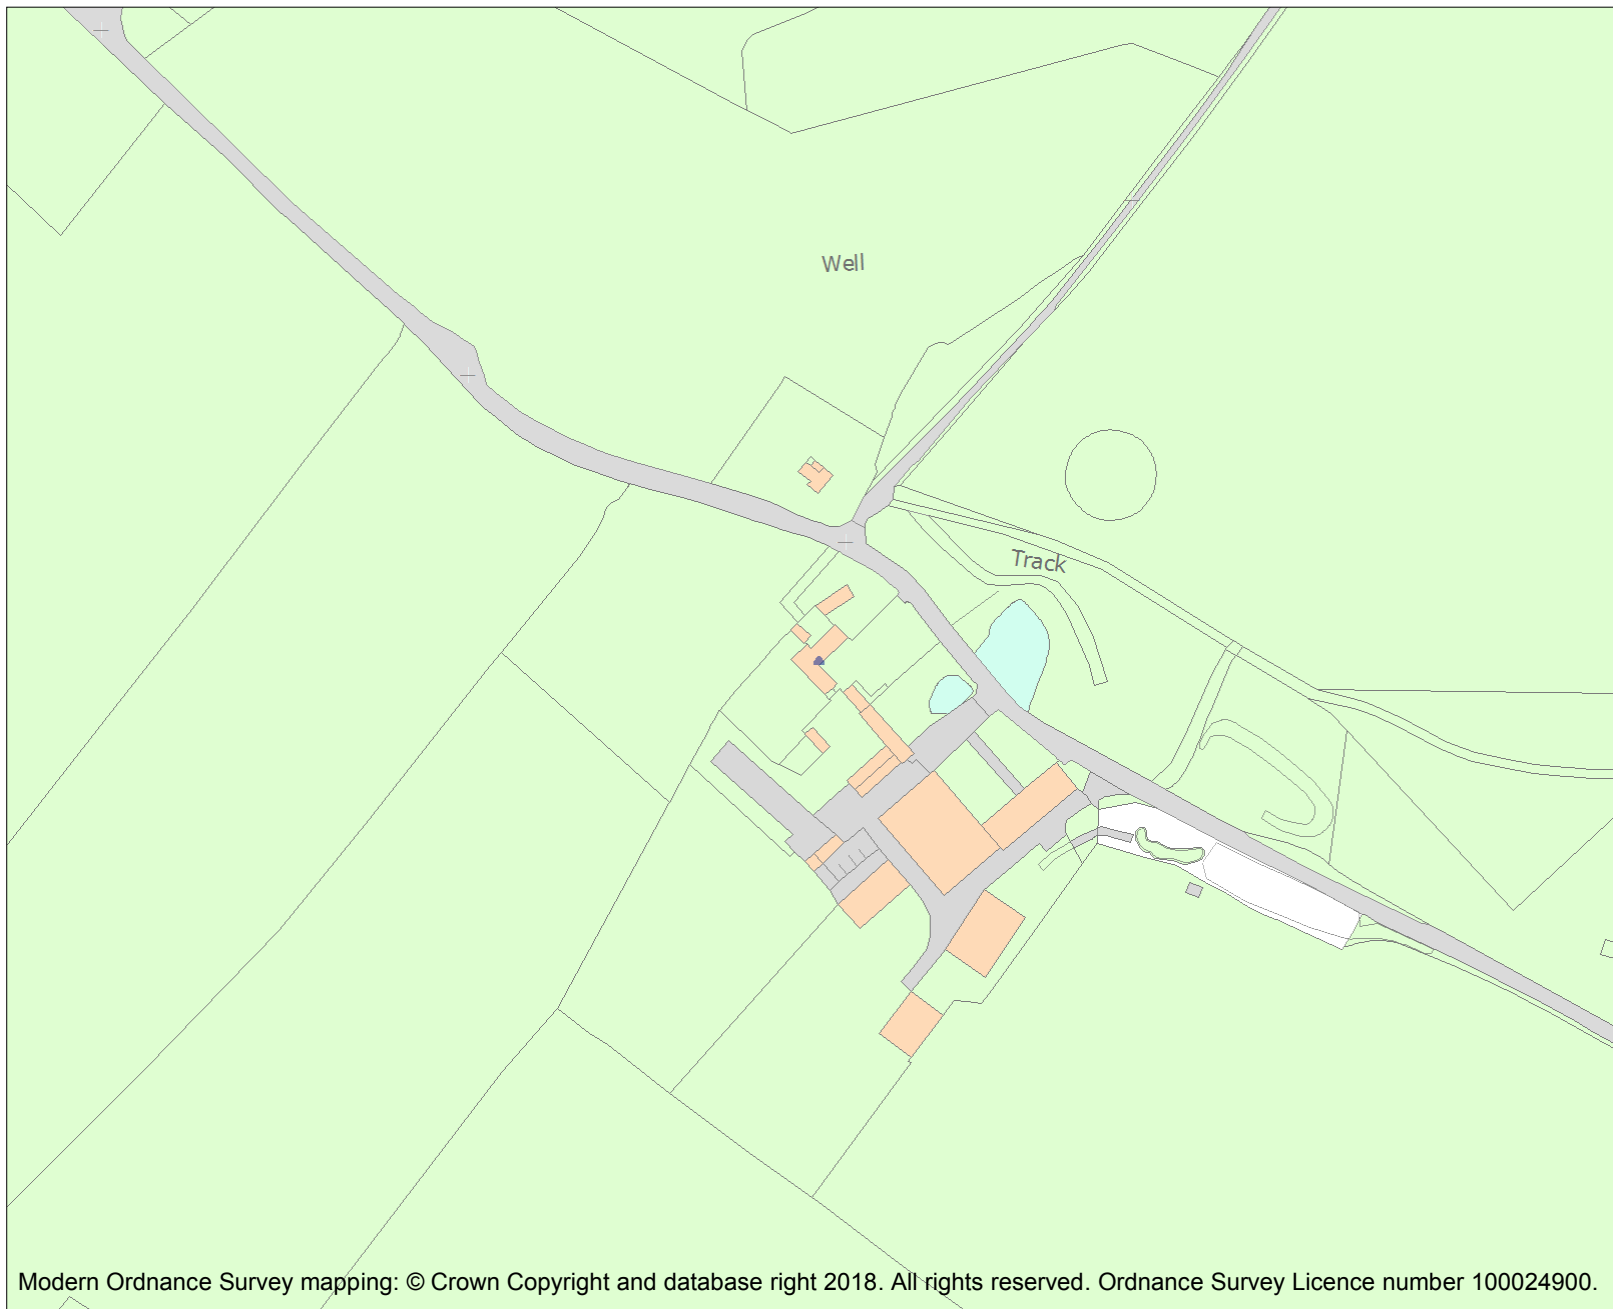 Well
Track
Modern Ordnance Survey mapping: © Crown Copyright and database right 2018. All rights reserved. Ordnance Survey Licence number 100024900.